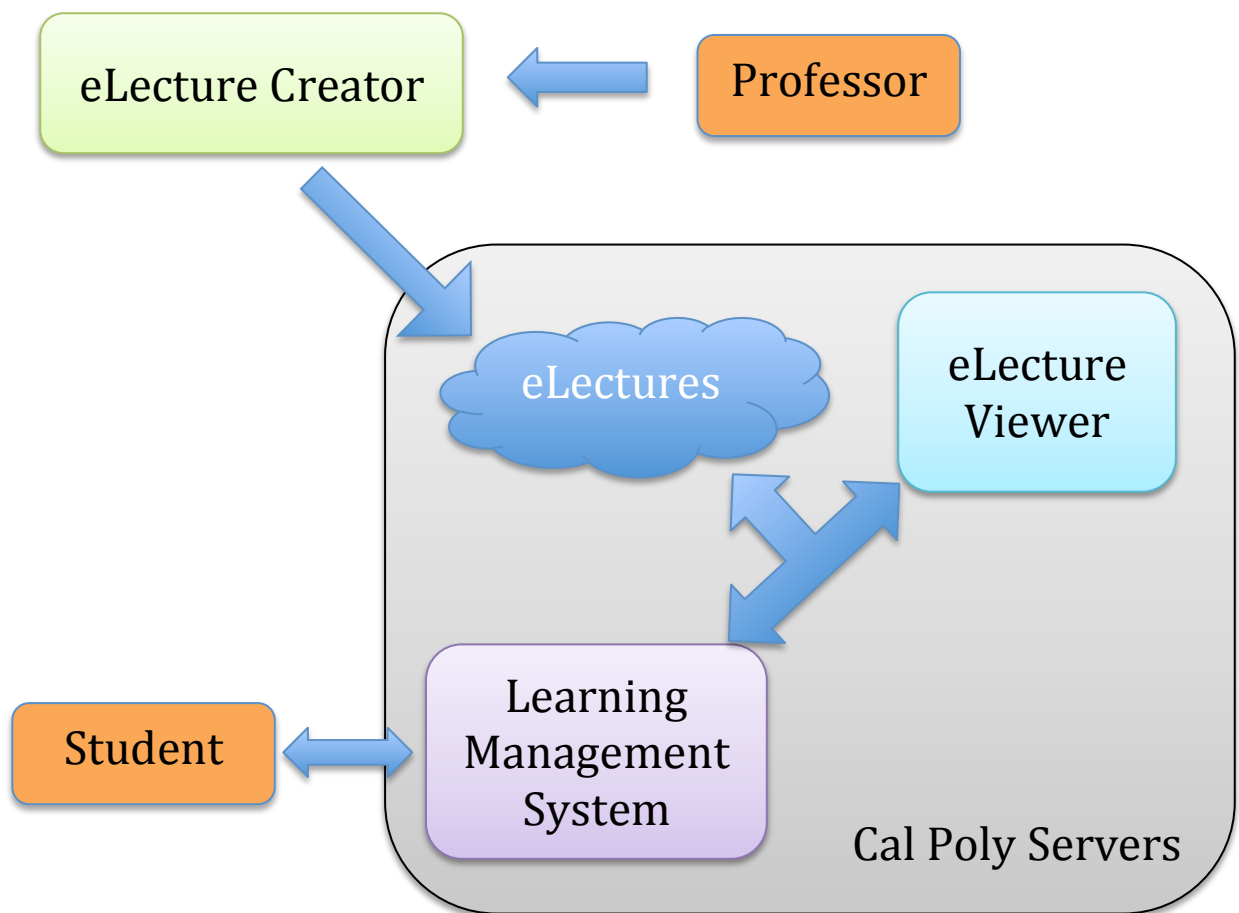 eLecture Creator
Professor
eLectures
eLecture
Viewer
Learning
Management
System
Student
Cal Poly Servers